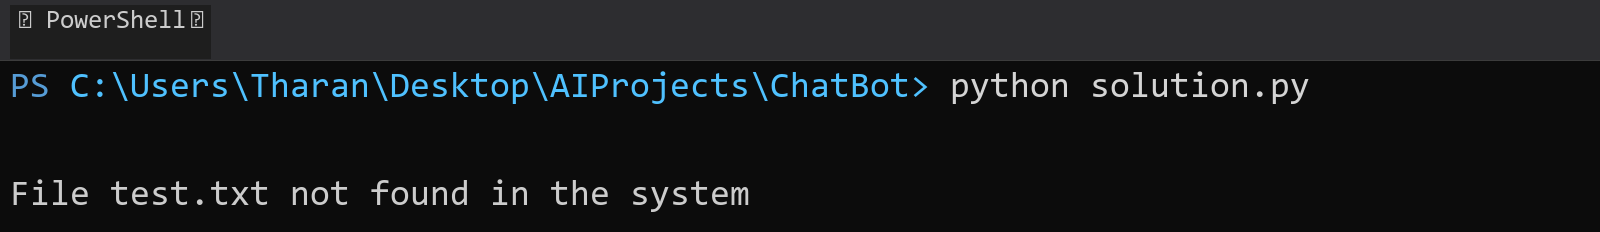 PowerShell
PS C:\Users\Tharan\Desktop\AIProjects\ChatBot> python solution.py
File test.txt not found in the system